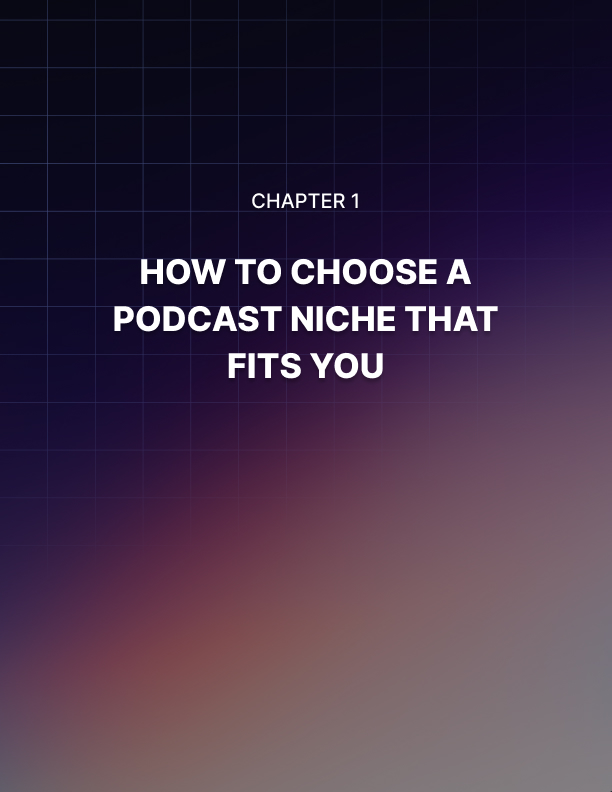 CHAPTER 1
HOW TO CHOOSE A
PODCAST NICHE THAT
FITS YOU